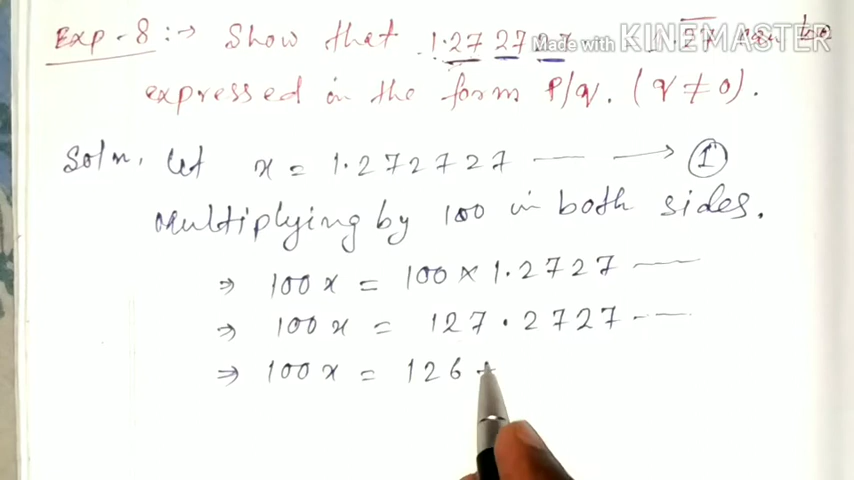 Exp - 8 :→ Show that 1.27 27 27 Made with KINEMASTER
expressed in the form P/q. (q ≠ 0).
Soln. Let x = 1.272727 —— ——→ ①
Multiplying by 100 in both sides.
⇒ 100x = 100 × 1.2727 ——
⇒ 100x = 127.2727 -——
⇒ 100x = 126 +